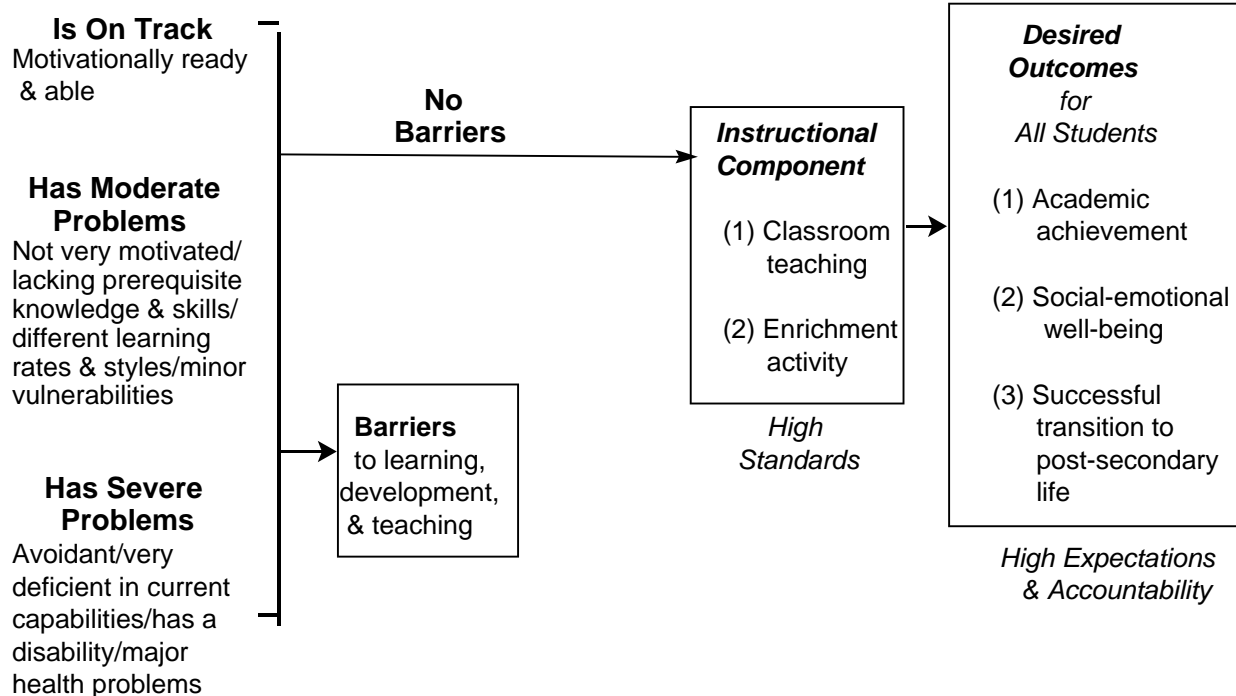 Is On Track
Motivationally ready
& able
Has Moderate
Problems
Not very motivated/
lacking prerequisite
knowledge & skills/
different learning
rates & styles/minor
vulnerabilities
Has Severe
Problems
Avoidant/very
deficient in current
capabilities/has a
disability/major
health problems
No
Barriers
Barriers
to learning,
development,
& teaching
Instructional
Component
(1) Classroom
teaching
(2) Enrichment
activity
High
Standards
Desired
Outcomes
for
All Students
(1) Academic
achievement
(2) Social-emotional
well-being
(3) Successful
transition to
post-secondary
life
High Expectations
& Accountability